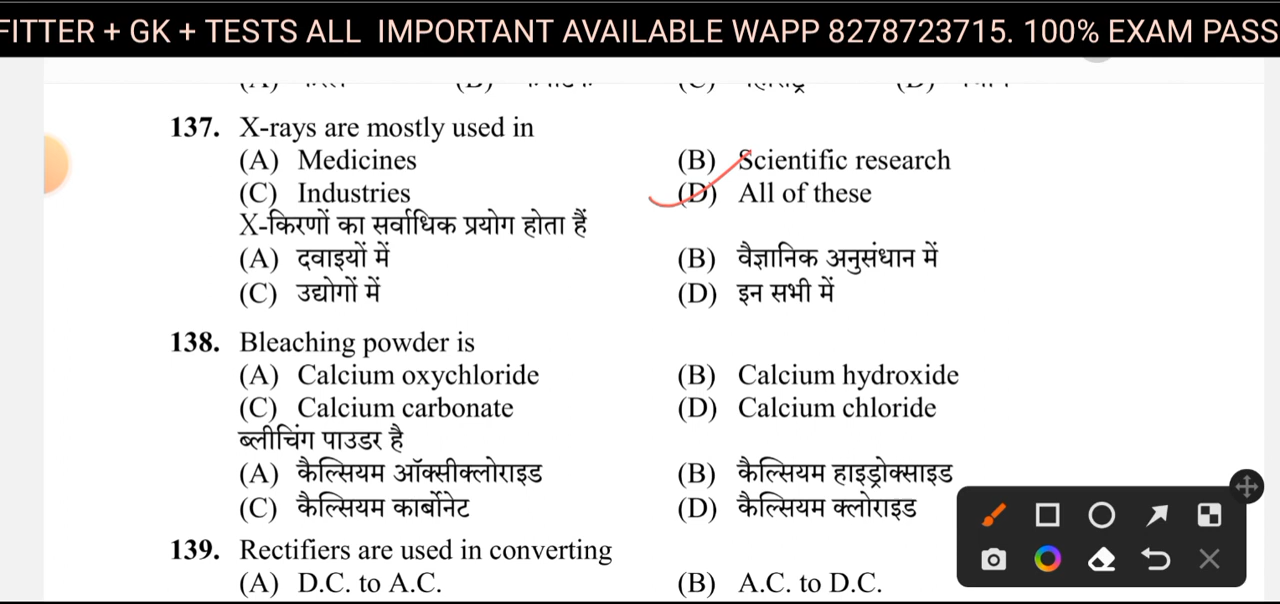 FITTER + GK + TESTS ALL IMPORTANT AVAILABLE WAPP 8278723715. 100% EXAM PASS
137. X-rays are mostly used in
(A) Medicines (B) Scientific research
(C) Industries (D) All of these
X-किरणों का सर्वाधिक प्रयोग होता हैं
(A) दवाइयों में (B) वैज्ञानिक अनुसंधान में
(C) उद्योगों में (D) इन सभी में
138. Bleaching powder is
(A) Calcium oxychloride (B) Calcium hydroxide
(C) Calcium carbonate (D) Calcium chloride
ब्लीचिंग पाउडर है
(A) कैल्सियम ऑक्सीक्लोराइड (B) कैल्सियम हाइड्रोक्साइड
(C) कैल्सियम कार्बोनेट (D) कैल्सियम क्लोराइड
139. Rectifiers are used in converting
(A) D.C. to A.C. (B) A.C. to D.C.